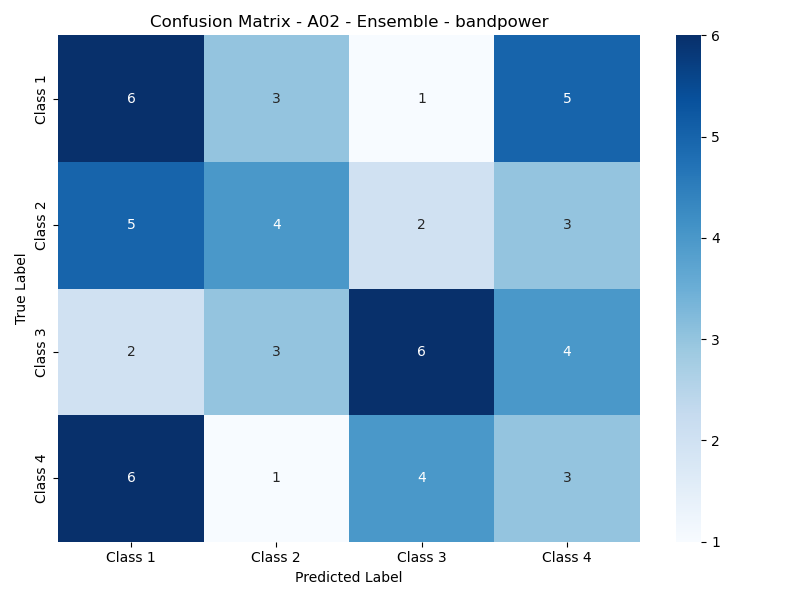 Confusion Matrix - A02 - Ensemble - bandpower
True Label
Class 1
6 3 1 5
Class 2
5 4 2 3
Class 3
2 3 6 4
Class 4
6 1 4 3
Class 1 Class 2 Class 3 Class 4
Predicted Label
6
5
4
3
2
1